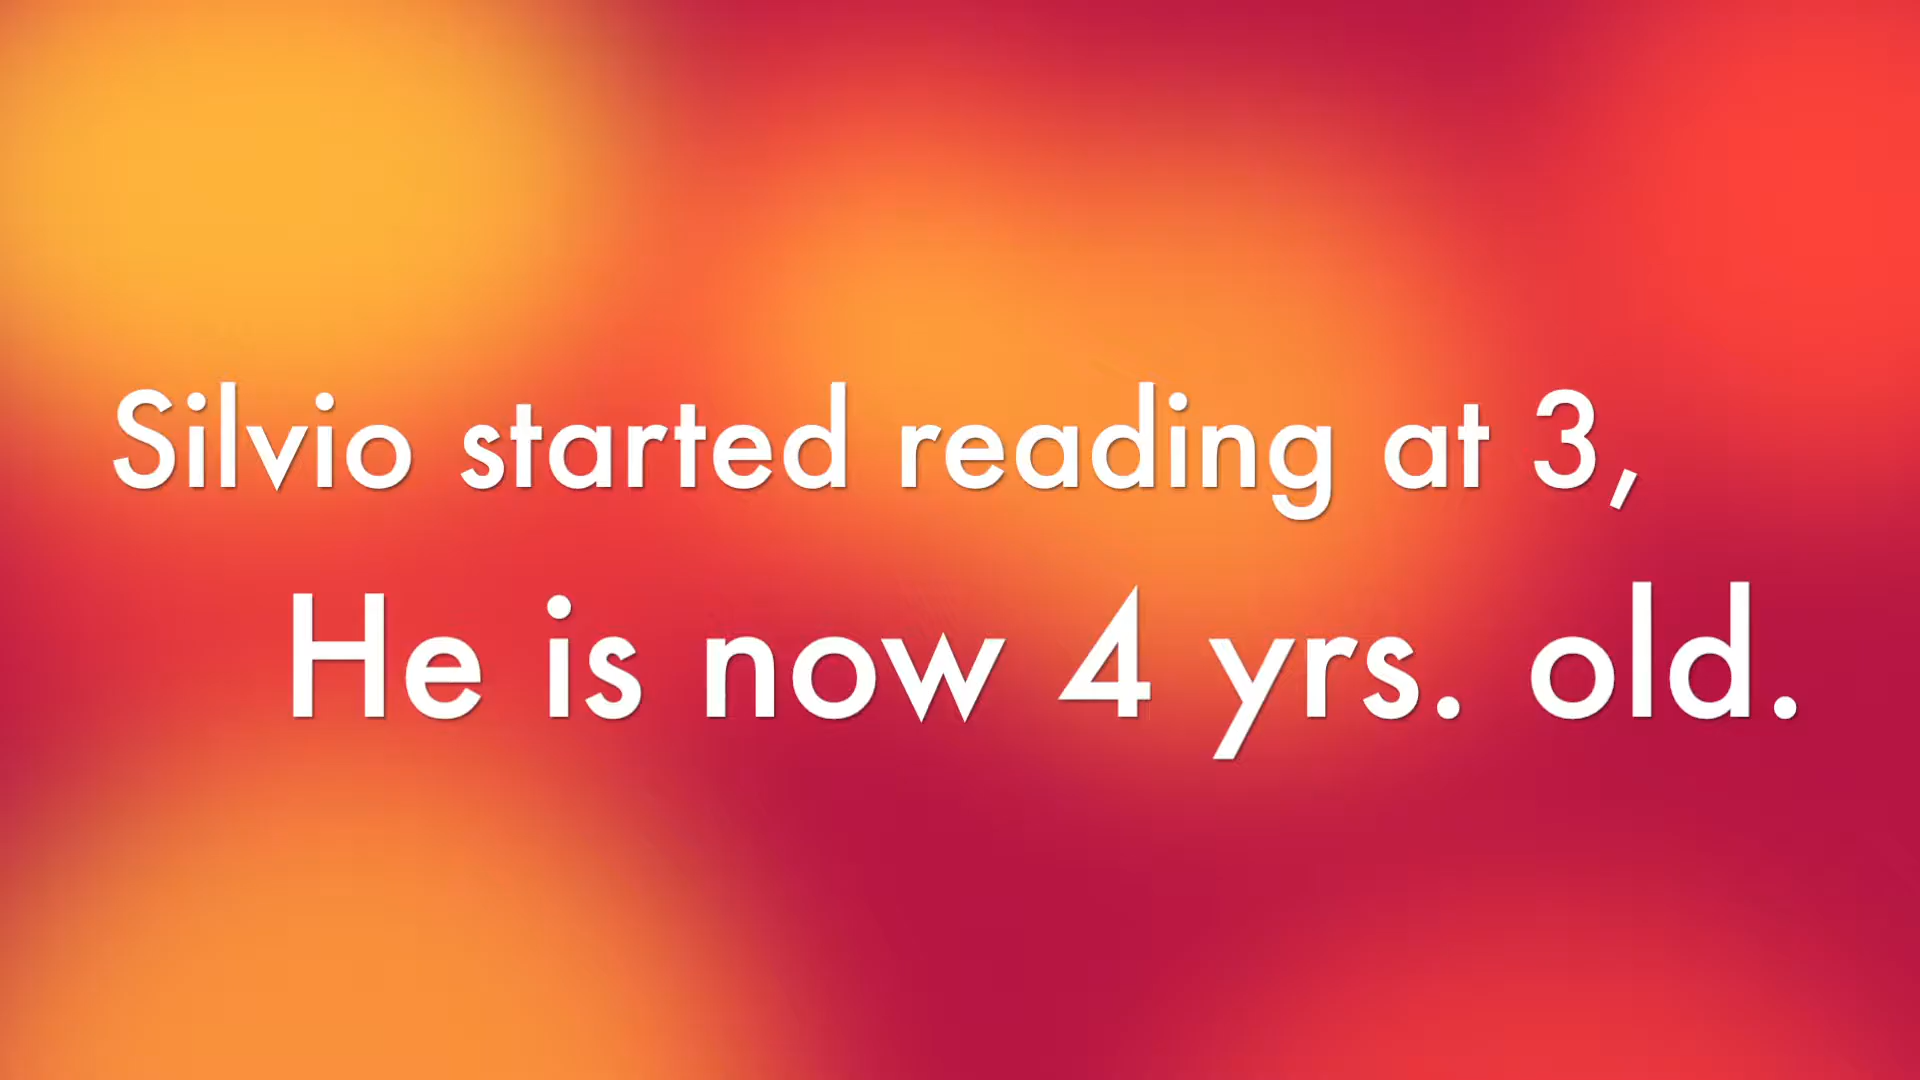 Silvio started reading at 3,
He is now 4 yrs. old.